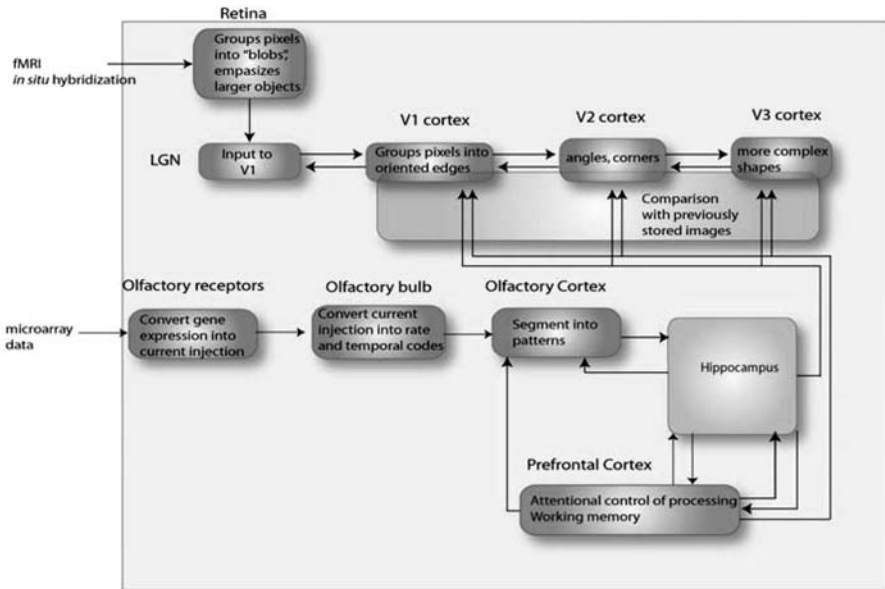 Retina
Groups pixels
into "blobs",
empasizes
larger objects
fMRI
in situ hybridization
LGN
Input to
V1
V1 cortex
Groups pixels into
oriented edges
V2 cortex
angles, corners
V3 cortex
more complex
shapes
Comparison
with previously
stored images
Olfactory receptors
Convert gene
expression into
current injection
microarray
data
Olfactory bulb
Convert current
injection into rate
and temporal codes
Olfactory Cortex
Segment into
patterns
Hippocampus
Prefrontal Cortex
Attentional control of processing
Working memory